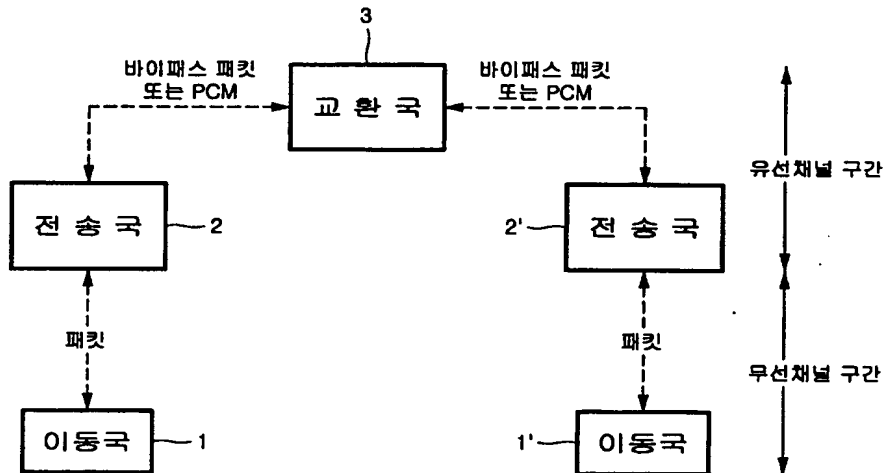 3
바이패스 패킷
또는 PCM
바이패스 패킷
또는 PCM
교 환 국
유선채널 구간
전 송 국
2
2'
전 송 국
패킷
패킷
무선채널 구간
이동국
1
1'
이동국